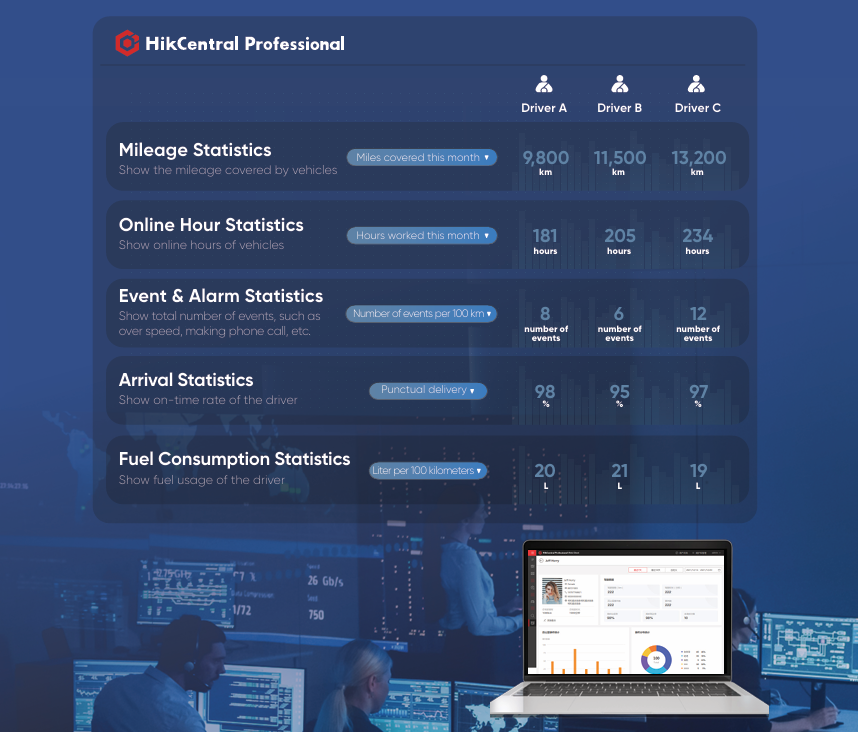 HikCentral Professional
Driver A Driver B Driver C
Mileage Statistics
Show the mileage covered by vehicles
Miles covered this month ▼
9,800 11,500 13,200
km km km
Online Hour Statistics
Show online hours of vehicles
Hours worked this month ▼
181 205 234
hours hours hours
Event & Alarm Statistics
Show total number of events, such as
over speed, making phone call, etc.
Number of events per 100 km ▼
8 6 12
number of number of number of
events events events
Arrival Statistics
Show on-time rate of the driver
Punctual delivery ▼
98 95 97
% % %
Fuel Consumption Statistics
Show fuel usage of the driver
Liter per 100 kilometers ▼
20 21 19
L L L
26 Gb/s
750
1/72